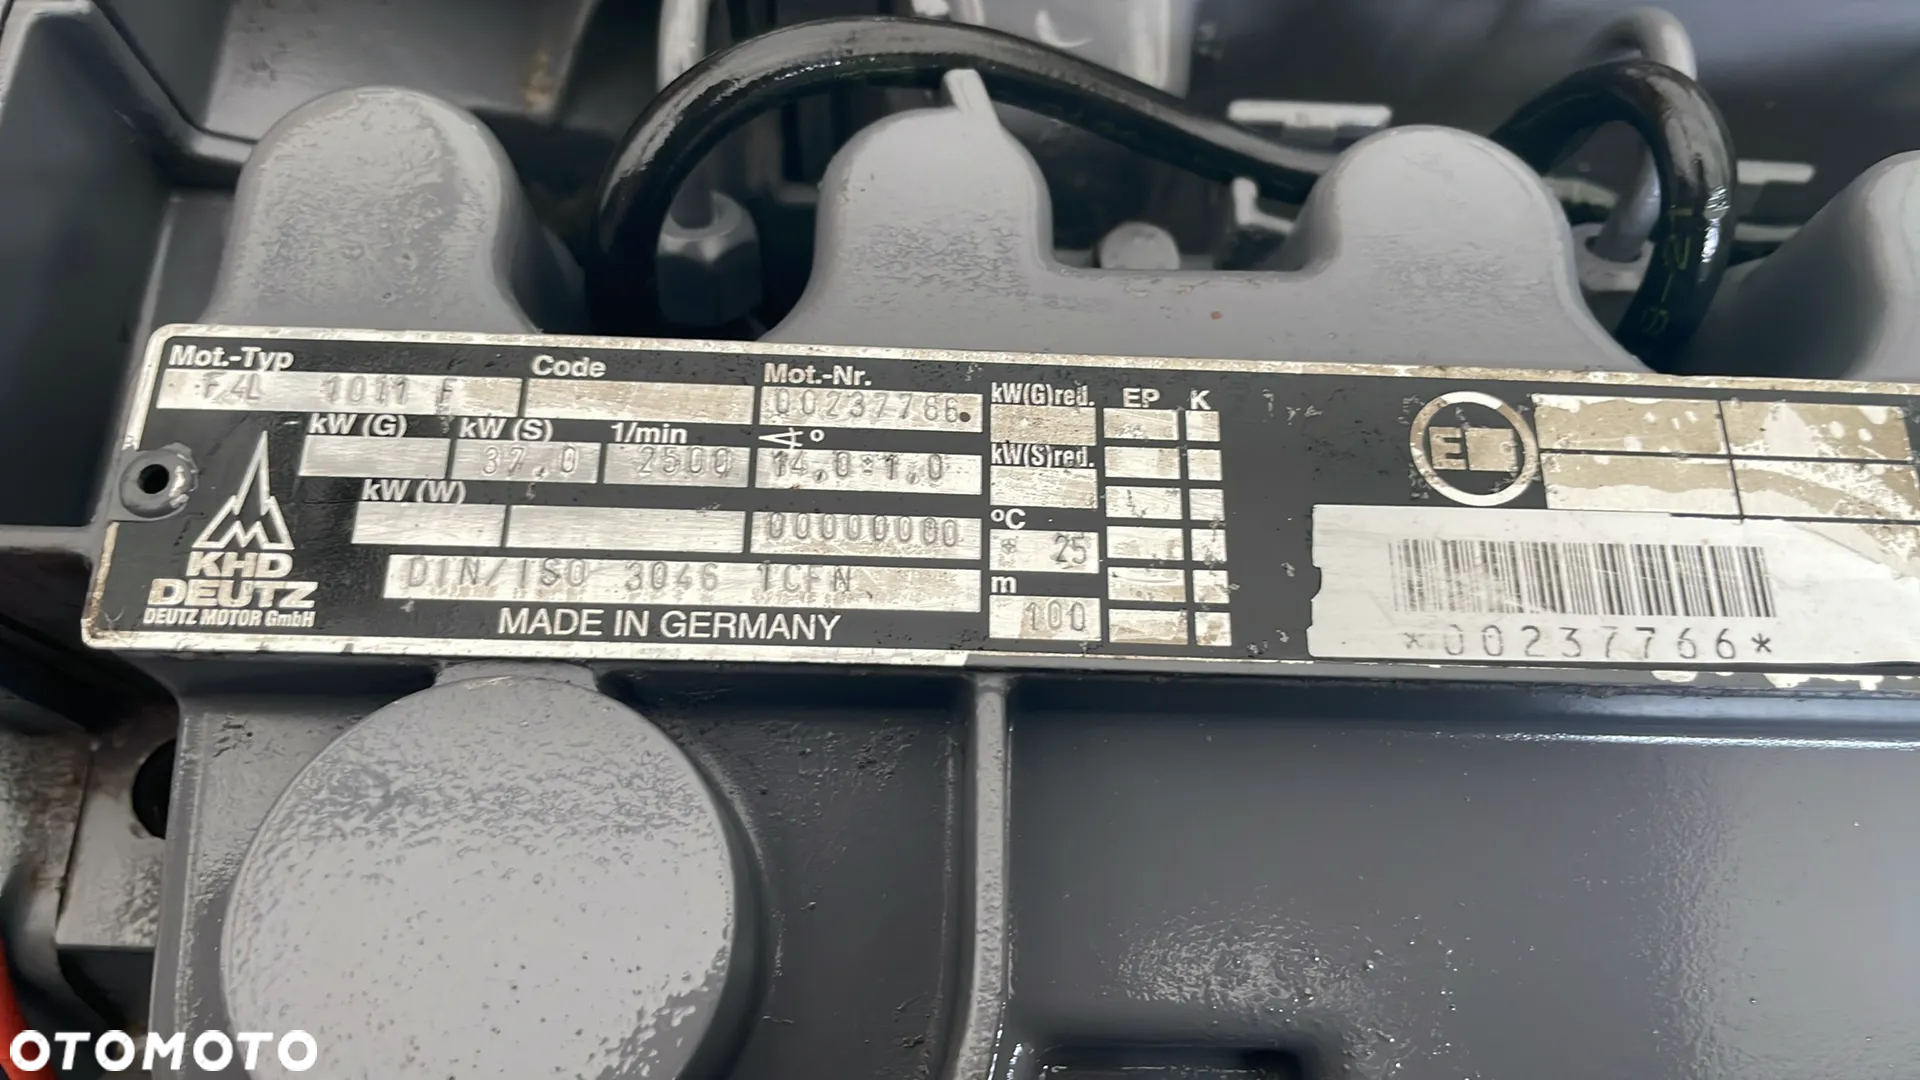 Mot.-Typ Code Mot.-Nr.
F4L 1011 F 00237766
kW(G)red. EP K
kW (G) kW (S) 1/min °
37.0 2500 14.0 1.0
kW(S)red.
kW (W)
00000000
°C
25
DIN/ISO 3046 ICFN
m
100
KHD
DEUTZ
DEUTZ MOTOR GmbH
MADE IN GERMANY
*00237766*
OTOMOTO